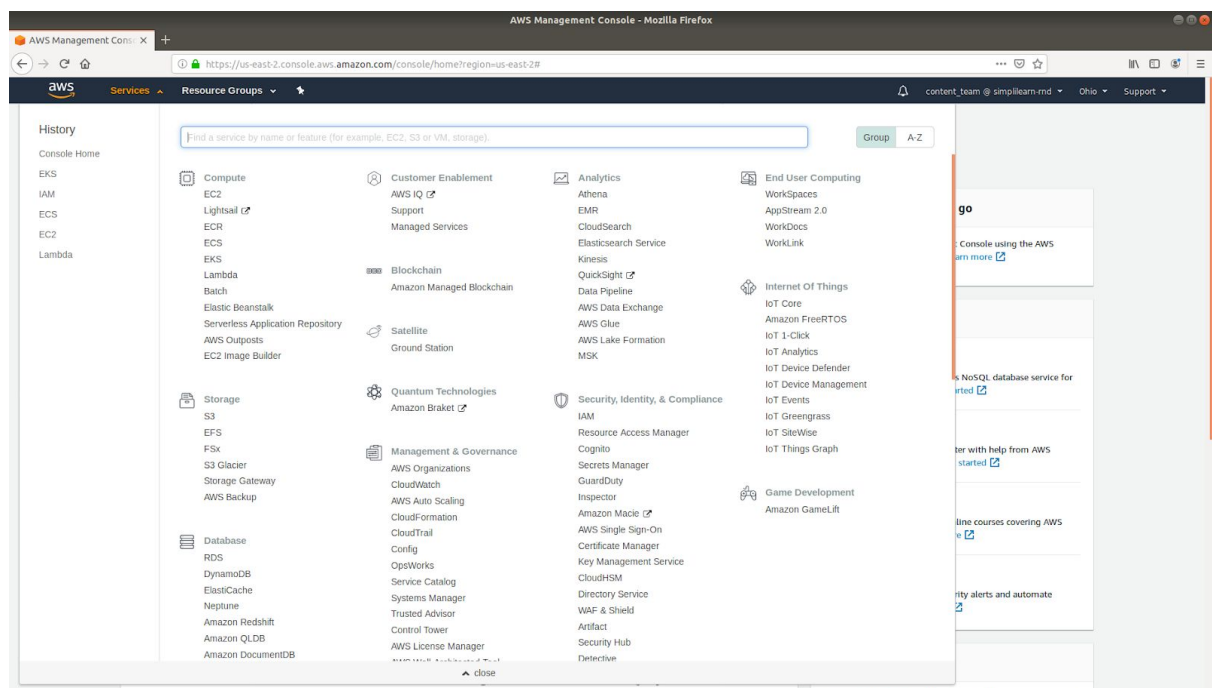 AWS Management Console - Mozilla Firefox
AWS Management Cons
https://us-east-2.console.aws.amazon.com/console/home?region=us-east-2#
aws
Services
Resource Groups
content_team @ simplilearn-rnd
Ohio
Support
History
Console Home
EKS
IAM
ECS
EC2
Lambda
Find a service by name or feature (for example, EC2, S3 or VM, storage).
Group
A-Z
Compute
EC2
Lightsail
ECR
ECS
EKS
Lambda
Batch
Elastic Beanstalk
Serverless Application Repository
AWS Outposts
EC2 Image Builder
Storage
S3
EFS
FSx
S3 Glacier
Storage Gateway
AWS Backup
Database
RDS
DynamoDB
ElastiCache
Neptune
Amazon Redshift
Amazon QLDB
Amazon DocumentDB
Customer Enablement
AWS IQ
Support
Managed Services
Blockchain
Amazon Managed Blockchain
Satellite
Ground Station
Quantum Technologies
Amazon Braket
Management & Governance
AWS Organizations
CloudWatch
AWS Auto Scaling
CloudFormation
CloudTrail
Config
OpsWorks
Service Catalog
Systems Manager
Trusted Advisor
Control Tower
AWS License Manager
AWS Well-Architected Tool
Analytics
Athena
EMR
CloudSearch
Elasticsearch Service
Kinesis
QuickSight
Data Pipeline
AWS Data Exchange
AWS Glue
AWS Lake Formation
MSK
Security, Identity, & Compliance
IAM
Resource Access Manager
Cognito
Secrets Manager
GuardDuty
Inspector
Amazon Macie
AWS Single Sign-On
Certificate Manager
Key Management Service
CloudHSM
Directory Service
WAF & Shield
Artifact
Security Hub
Detective
End User Computing
WorkSpaces
AppStream 2.0
WorkDocs
WorkLink
Internet Of Things
IoT Core
Amazon FreeRTOS
IoT 1-Click
IoT Analytics
IoT Device Defender
IoT Device Management
IoT Events
IoT Greengrass
IoT SiteWise
IoT Things Graph
Game Development
Amazon GameLift
go
Console using the AWS
arn more
s NoSQL database service for
arted
ter with help from AWS
started
line courses covering AWS
e
rity alerts and automate
close